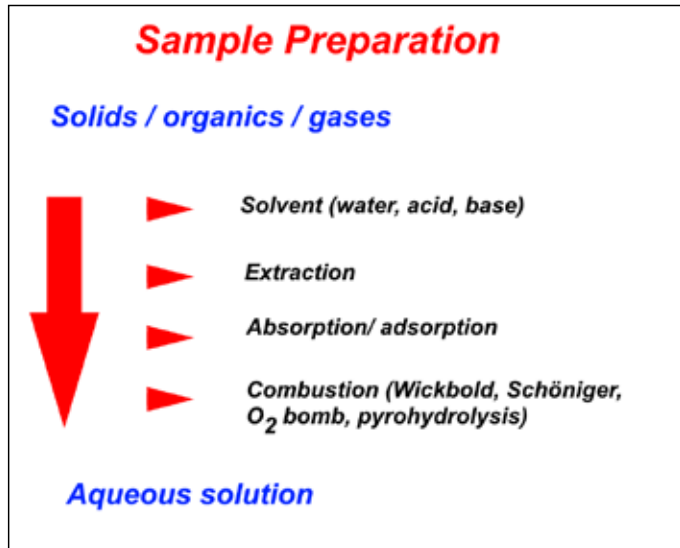 Sample Preparation
Solids / organics / gases
Solvent (water, acid, base)
Extraction
Absorption/ adsorption
Combustion (Wickbold, Schöniger,
O2 bomb, pyrohydrolysis)
Aqueous solution